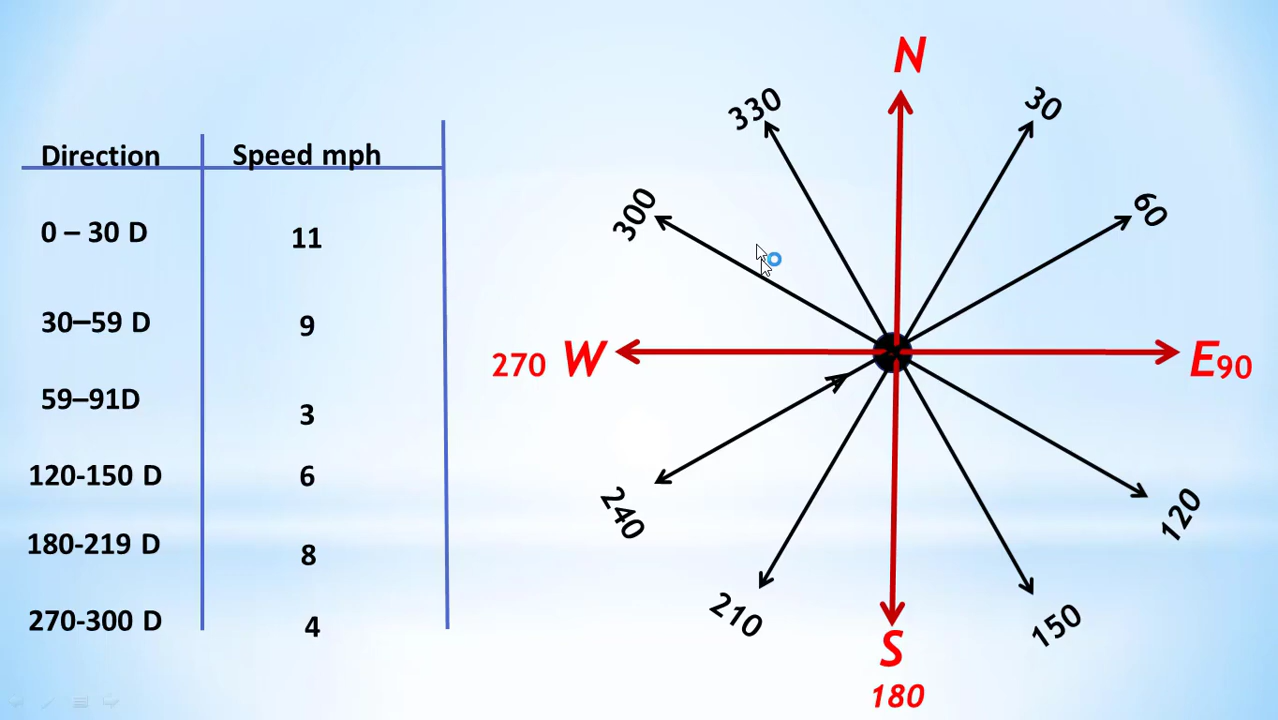 Direction Speed mph
0 – 30 D 11
30–59 D 9
59–91D 3
120-150 D 6
180-219 D 8
270-300 D 4
N
330 30
300 60
270 W E90
240 120
210 150
S
180